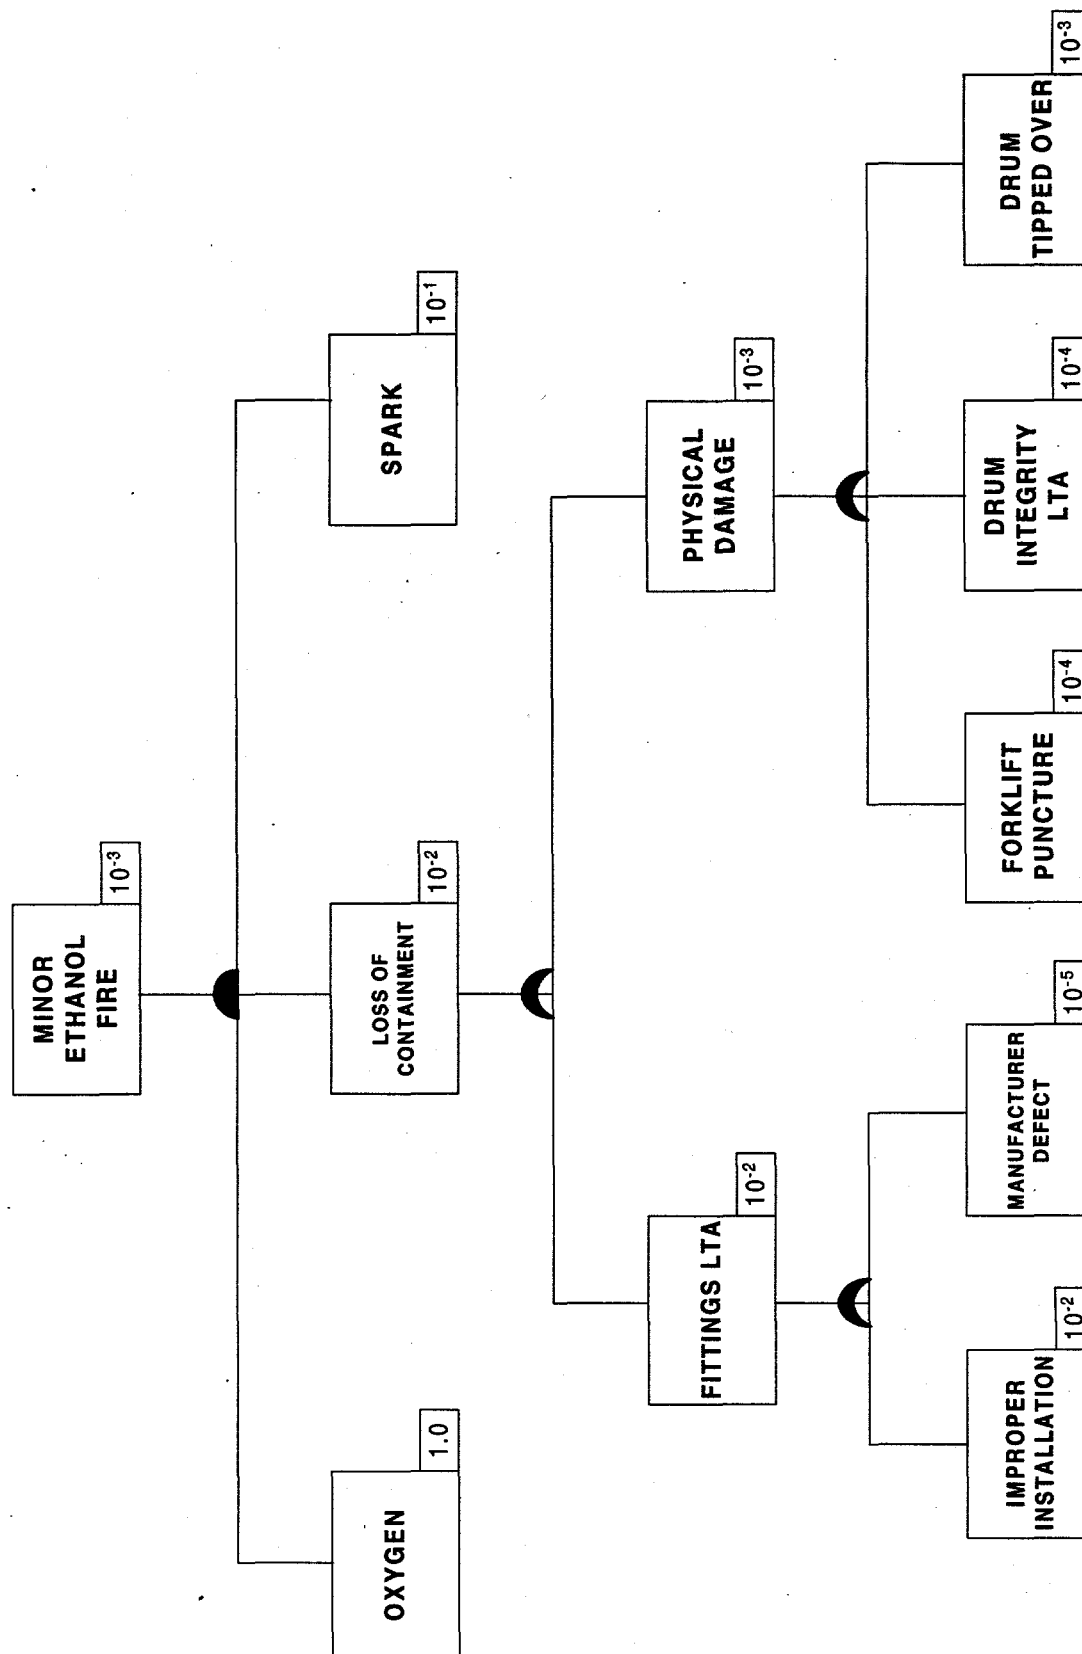 MINOR
ETHANOL
FIRE
10-3
OXYGEN
1.0
LOSS OF
CONTAINMENT
10-2
SPARK
10-1
FITTINGS LTA
10-2
PHYSICAL
DAMAGE
10-3
IMPROPER
INSTALLATION
10-2
MANUFACTURER
DEFECT
10-5
FORKLIFT
PUNCTURE
10-4
DRUM
INTEGRITY
LTA
10-4
DRUM
TIPPED OVER
10-3